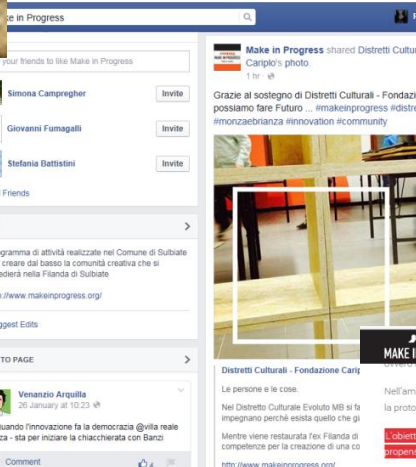 ke in Progress
your friends to like Make in Progress
Simona Campregher
Invite
Giovanni Fumagalli
Invite
Stefania Battistini
Invite
Friends
ogramma di attività realizzate nel Comune di Sulbiate
creare dal basso la comunità creativa che si
edierà nella Filanda di Sulbiate
://www.makeinprogress.org/
ggest Edits
TO PAGE
Venanzio Arquilla
26 January at 10:23
uando l'innovazione fa la democrazia @villa reale
za - sta per iniziare la chiacchierata con Banzi
Comment
4
Make in Progress shared Distretti Cultur
Cariplo's photo.
1 hr
Grazie al sostegno di Distretti Culturali - Fondazi
possiamo fare Futuro ... #makeinprogress #distre
#monzaebrianza #innovation #community
Distretti Culturali - Fondazione Carip
Le persone e le cose.
Nel Distretto Culturale Evoluto MB si fa
impegnano perchè esista quello che gi
Mentre viene restaurata l'ex Filanda di
competenze per la creazione di una co
http://www.makeinprogress.org/
MAKE I
Nell'am
la proto
L'obiett
properie